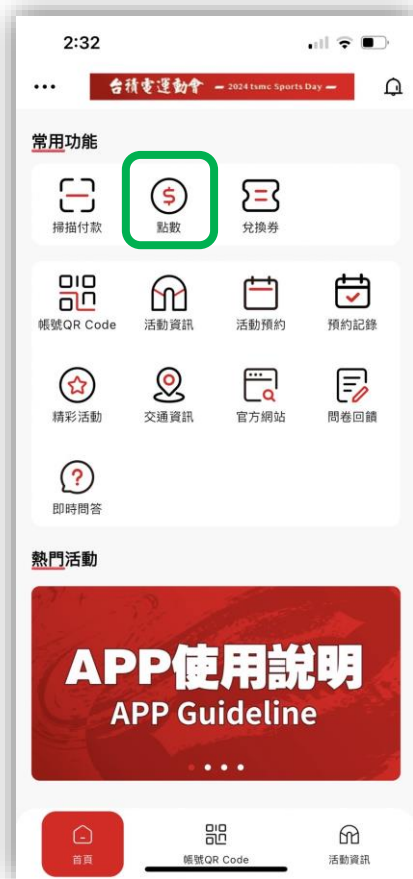 2:32
台積電運動會 — 2024 tsmc Sports Day —
常用功能
掃描付款 點數 兌換券
帳號QR Code 活動資訊 活動預約 預約記錄
精彩活動 交通資訊 官方網站 問卷回饋
即時問答
熱門活動
APP使用說明
APP Guideline
首頁 帳號QR Code 活動資訊